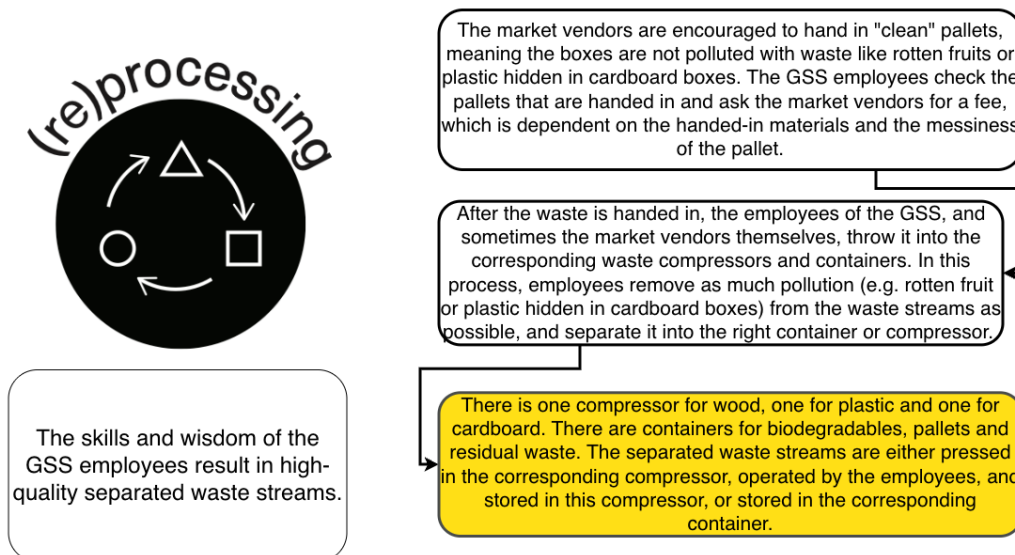 (re)processing
The skills and wisdom of the
GSS employees result in high-
quality separated waste streams.
The market vendors are encouraged to hand in "clean" pallets,
meaning the boxes are not polluted with waste like rotten fruits or
plastic hidden in cardboard boxes. The GSS employees check the
pallets that are handed in and ask the market vendors for a fee,
which is dependent on the handed-in materials and the messiness
of the pallet.
After the waste is handed in, the employees of the GSS, and
sometimes the market vendors themselves, throw it into the
corresponding waste compressors and containers. In this
process, employees remove as much pollution (e.g. rotten fruit
or plastic hidden in cardboard boxes) from the waste streams as
possible, and separate it into the right container or compressor.
There is one compressor for wood, one for plastic and one for
cardboard. There are containers for biodegradables, pallets and
residual waste. The separated waste streams are either pressed
in the corresponding compressor, operated by the employees, and
stored in this compressor, or stored in the corresponding
container.